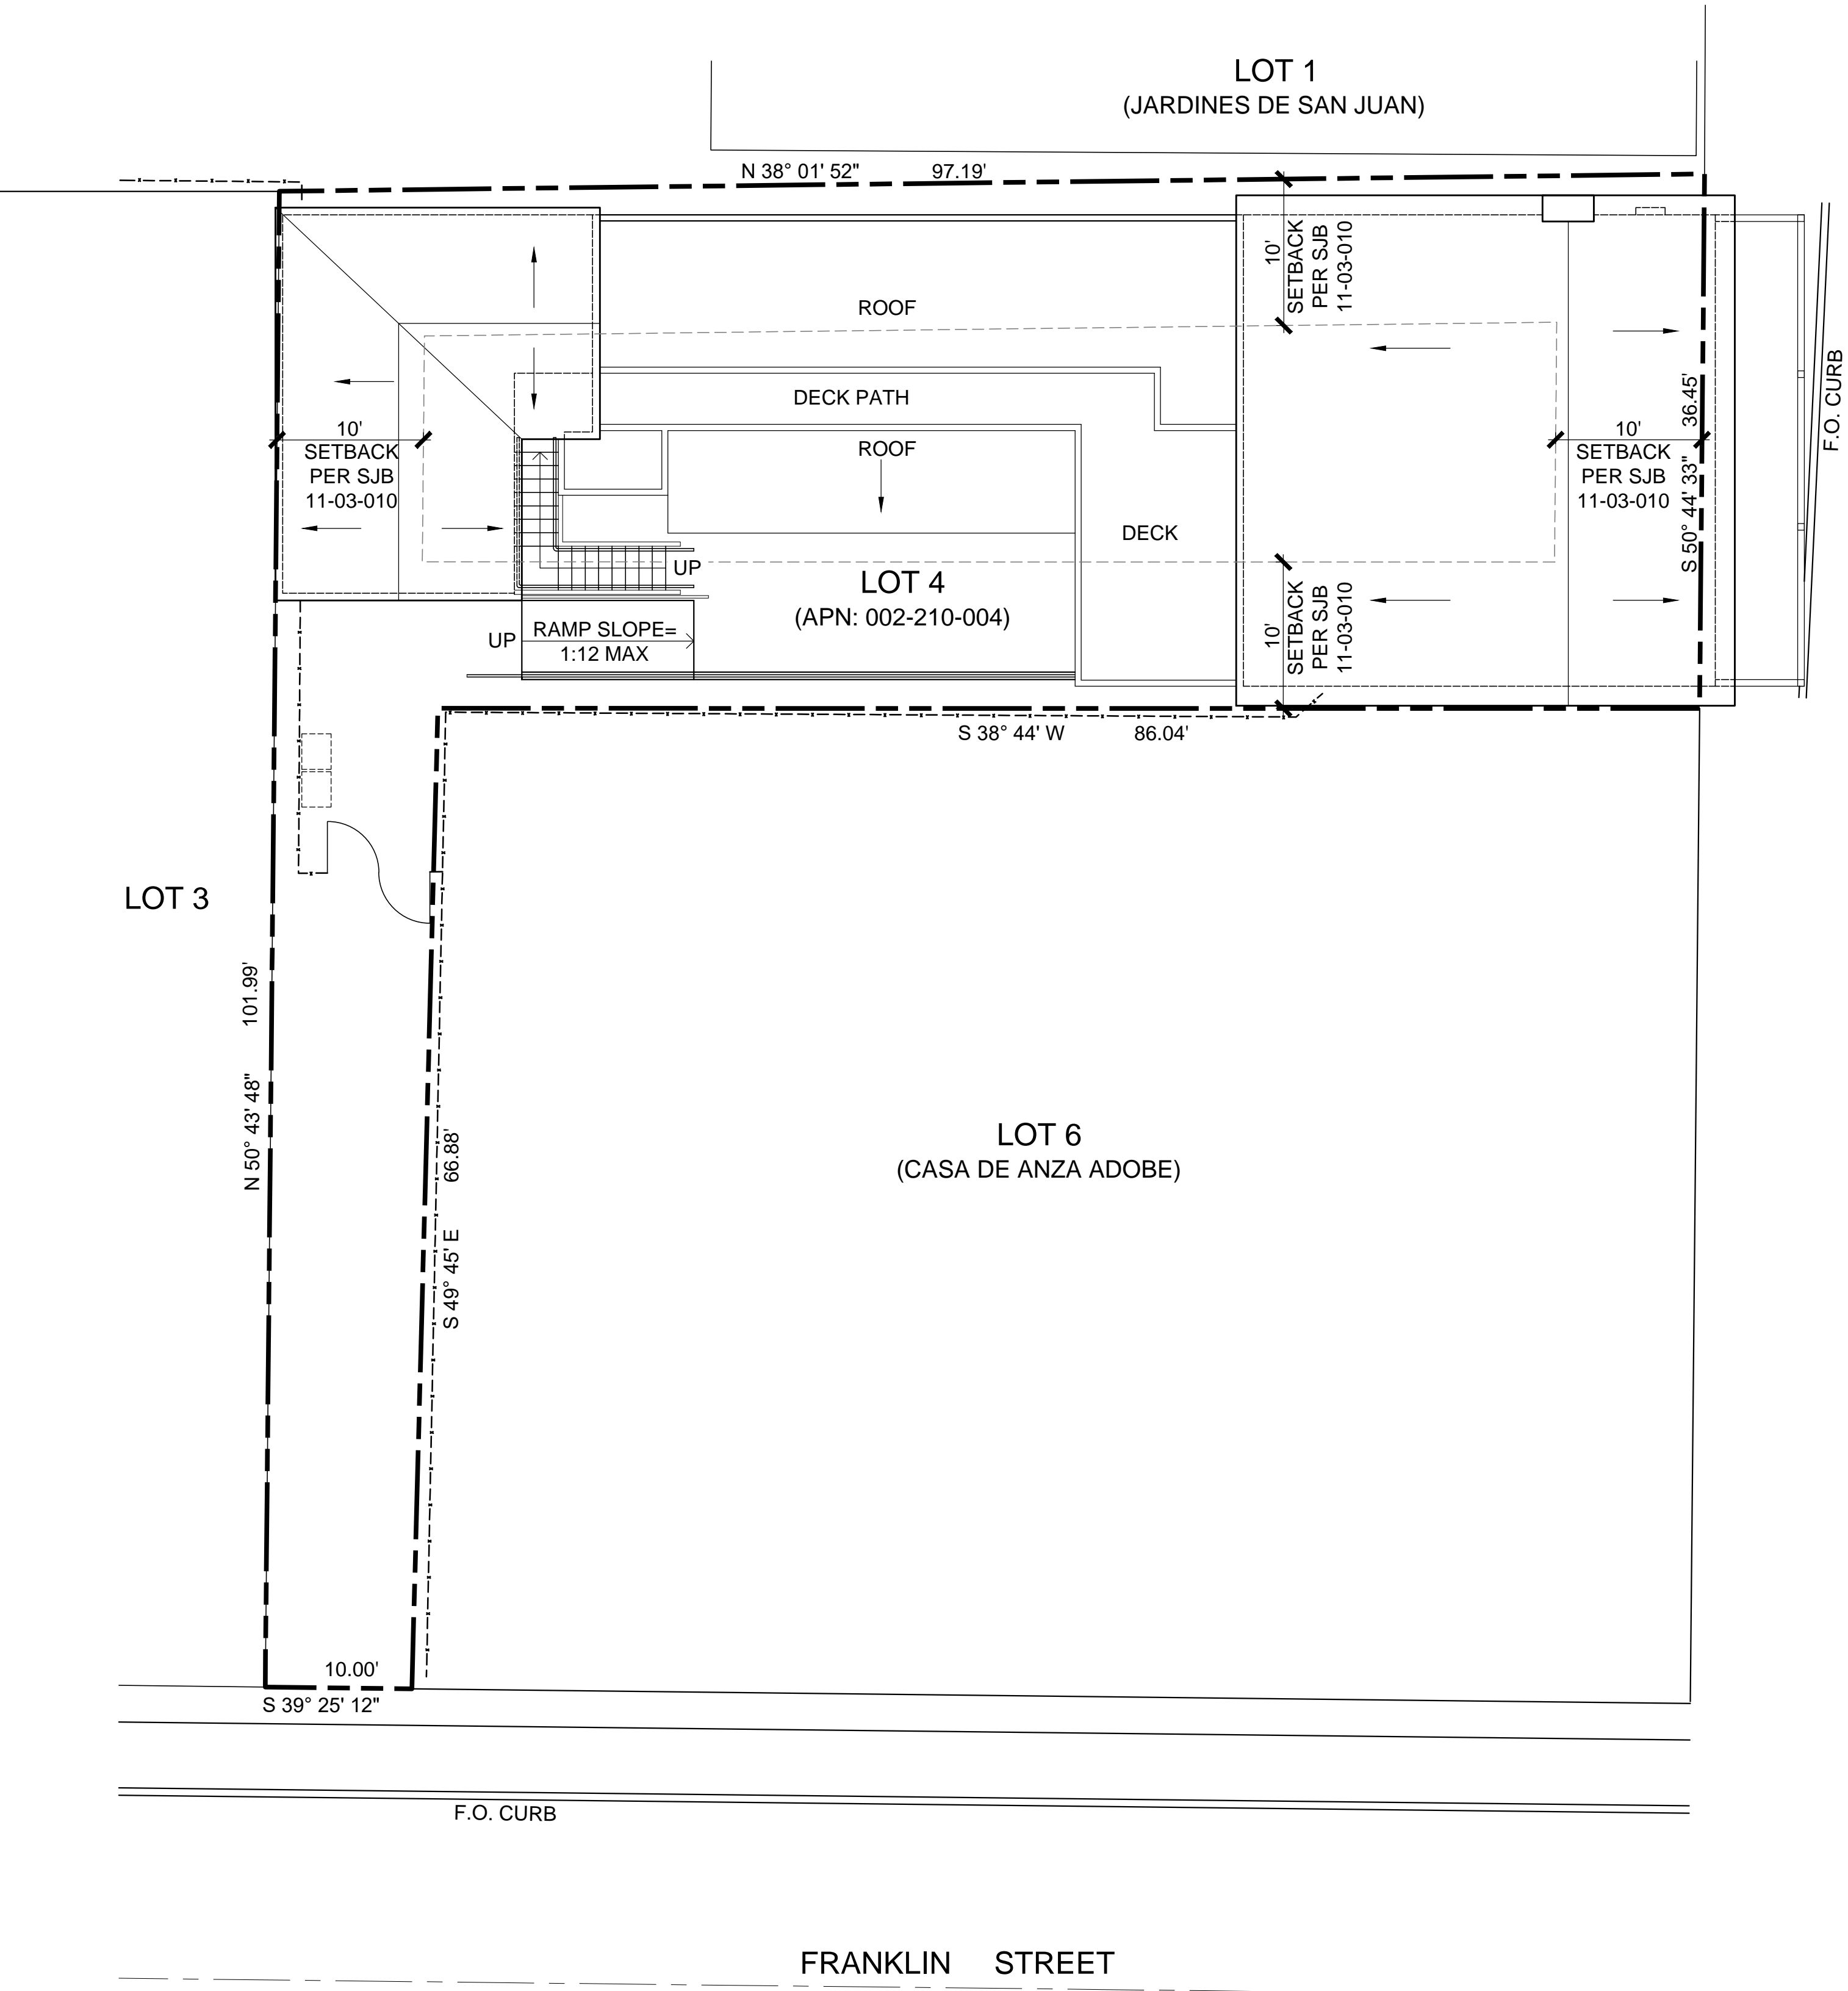 LOT 1
(JARDINES DE SAN JUAN)
N 38° 01' 52" 97.19'
10'
SETBACK
PER SJB
11-03-010
ROOF
DECK PATH
36.45'
S 50° 44' 33"
F.O. CURB
10'
SETBACK
PER SJB
11-03-010
ROOF
10'
SETBACK
PER SJB
11-03-010
DECK
UP
LOT 4
(APN: 002-210-004)
10'
SETBACK
PER SJB
11-03-010
UP
RAMP SLOPE=
1:12 MAX
S 38° 44' W 86.04'
LOT 3
N 50° 43' 48" 101.99'
S 49° 45' E 66.88'
LOT 6
(CASA DE ANZA ADOBE)
10.00'
S 39° 25' 12"
F.O. CURB
FRANKLIN STREET